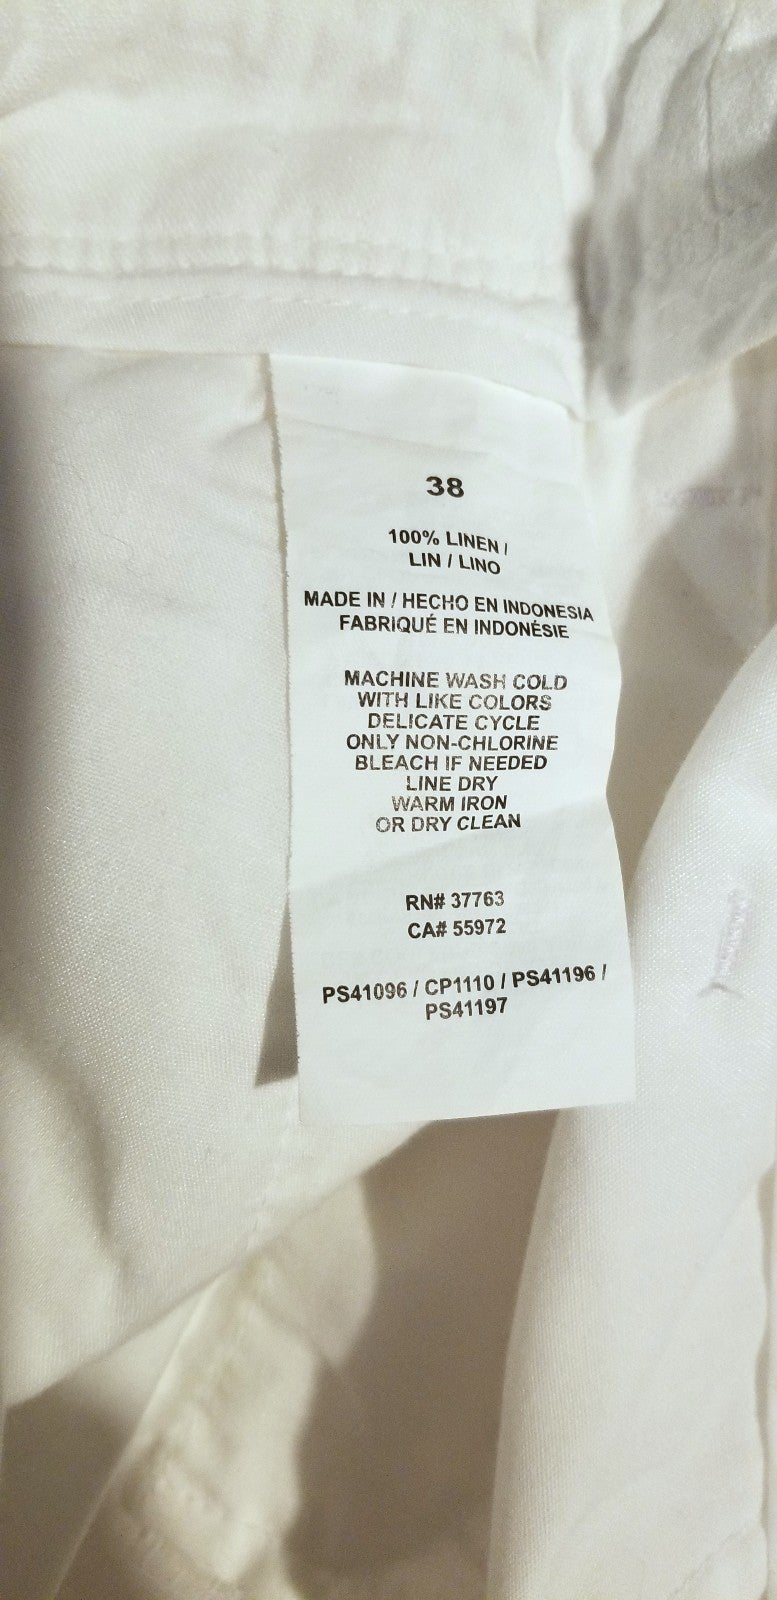 38
100% LINEN /
LIN / LINO
MADE IN / HECHO EN INDONESIA
FABRIQUÉ EN INDONÉSIE
MACHINE WASH COLD
WITH LIKE COLORS
DELICATE CYCLE
ONLY NON-CHLORINE
BLEACH IF NEEDED
LINE DRY
WARM IRON
OR DRY CLEAN
RN# 37763
CA# 55972
PS41096 / CP1110 / PS41196 /
PS41197